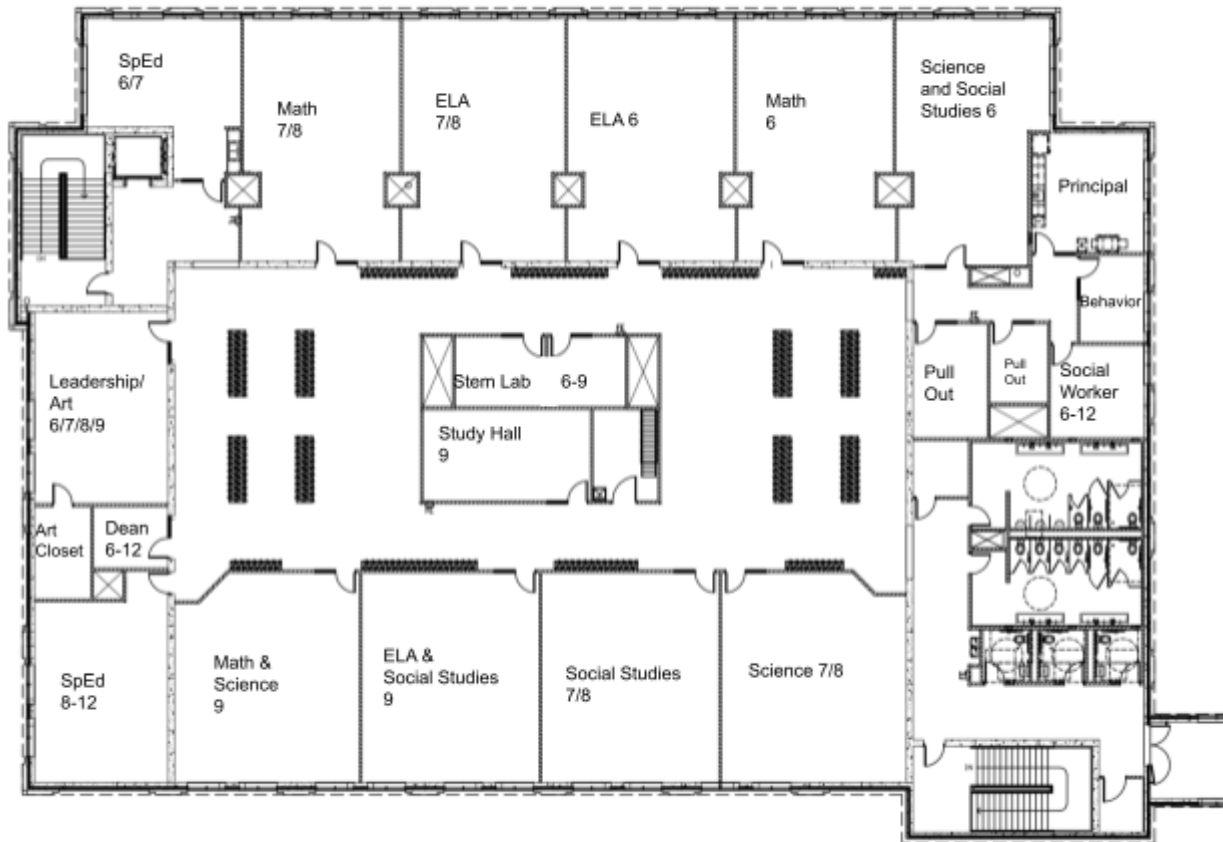 SpEd
6/7
Math
7/8
ELA
7/8
ELA 6
Math
6
Science
and Social
Studies 6
Principal
Behavior
Leadership/
Art
6/7/8/9
Stem Lab 6-9
Study Hall
9
Pull
Out
Pull
Out
Social
Worker
6-12
Art
Closet
Dean
6-12
SpEd
8-12
Math &
Science
9
ELA &
Social Studies
9
Social Studies
7/8
Science 7/8